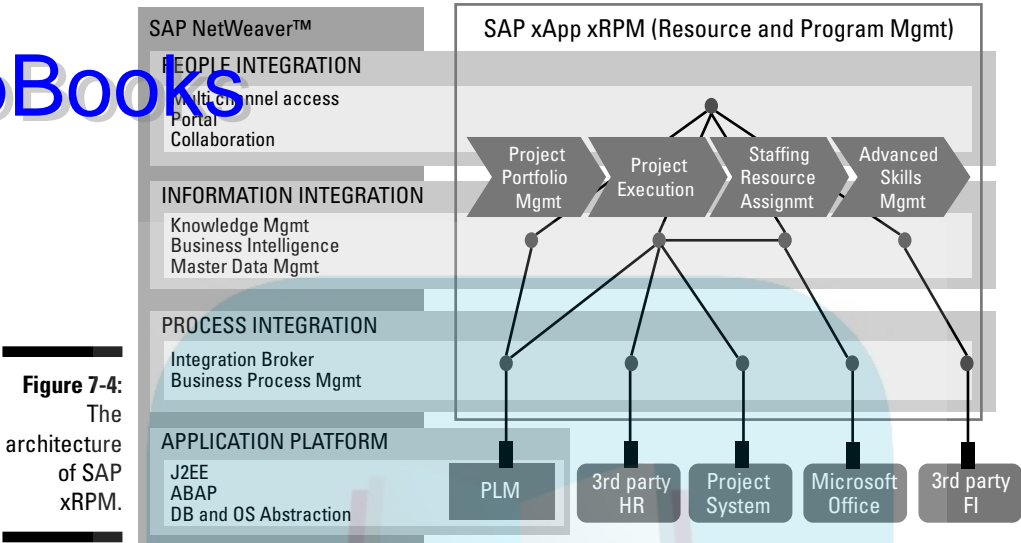 SAP NetWeaver™
SAP xApp xRPM (Resource and Program Mgmt)
Books
PEOPLE INTEGRATION
Multi channel access
Portal
Collaboration
Project
Portfolio
Mgmt
Project
Execution
Staffing
Resource
Assignmt
Advanced
Skills
Mgmt
INFORMATION INTEGRATION
Knowledge Mgmt
Business Intelligence
Master Data Mgmt
PROCESS INTEGRATION
Integration Broker
Business Process Mgmt
APPLICATION PLATFORM
J2EE
ABAP
DB and OS Abstraction
PLM
3rd party
HR
Project
System
Microsoft
Office
3rd party
FI
Figure 7-4:
The
architecture
of SAP
xRPM.